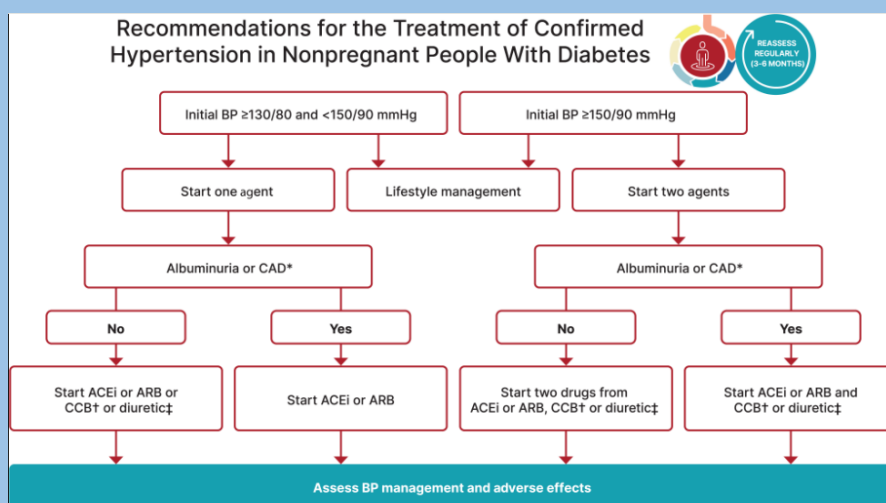 Recommendations for the Treatment of Confirmed
Hypertension in Nonpregnant People With Diabetes
REASSESS
REGULARLY
(3-6 MONTHS)
Initial BP ≥130/80 and <150/90 mmHg
Initial BP ≥150/90 mmHg
Start one agent
Lifestyle management
Start two agents
Albuminuria or CAD*
Albuminuria or CAD*
No
Yes
No
Yes
Start ACEi or ARB or
CCB† or diuretic‡
Start ACEi or ARB
Start two drugs from
ACEi or ARB, CCB† or diuretic‡
Start ACEi or ARB and
CCB† or diuretic‡
Assess BP management and adverse effects